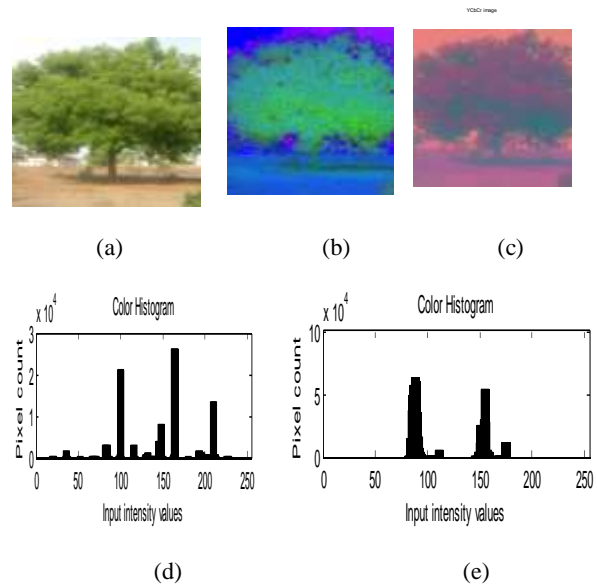 YCbCr image
(a) (b) (c)
x 10^4
Color Histogram
3
2
1
0
Pixel count
0 50 100 150 200 250
Input intensity values
x 10^4
Color Histogram
10
5
0
Pixel count
0 50 100 150 200 250
Input intensity values
(d) (e)